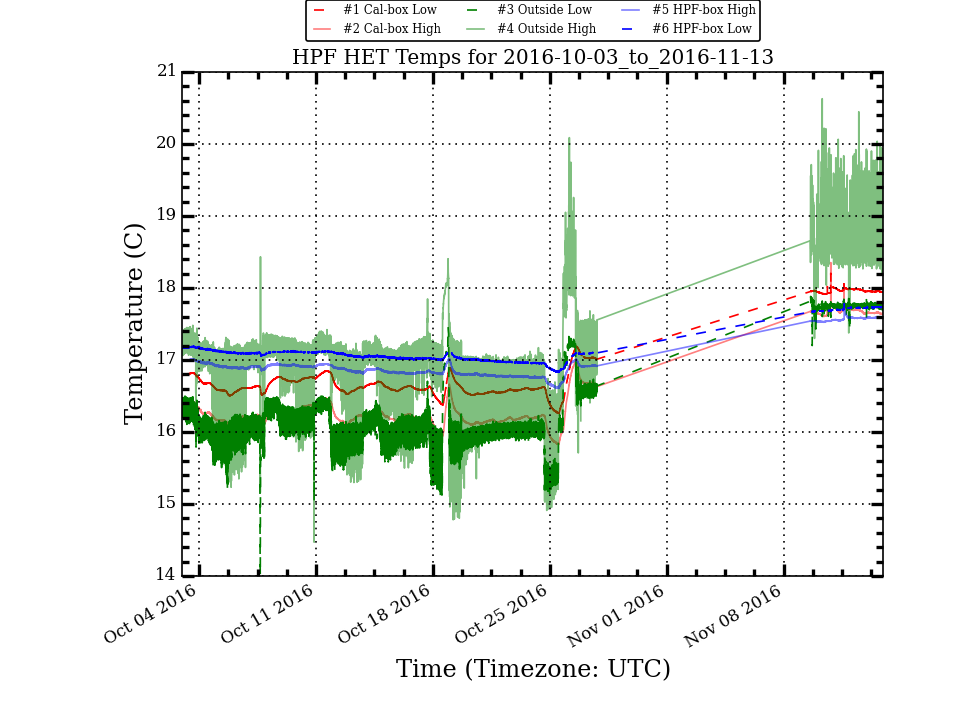 #1 Cal-box Low #3 Outside Low #5 HPF-box High
#2 Cal-box High #4 Outside High #6 HPF-box Low
HPF HET Temps for 2016-10-03_to_2016-11-13
21
20
19
18
17
16
15
14
Temperature (C)
Oct 04 2016 Oct 11 2016 Oct 18 2016 Oct 25 2016 Nov 01 2016 Nov 08 2016
Time (Timezone: UTC)